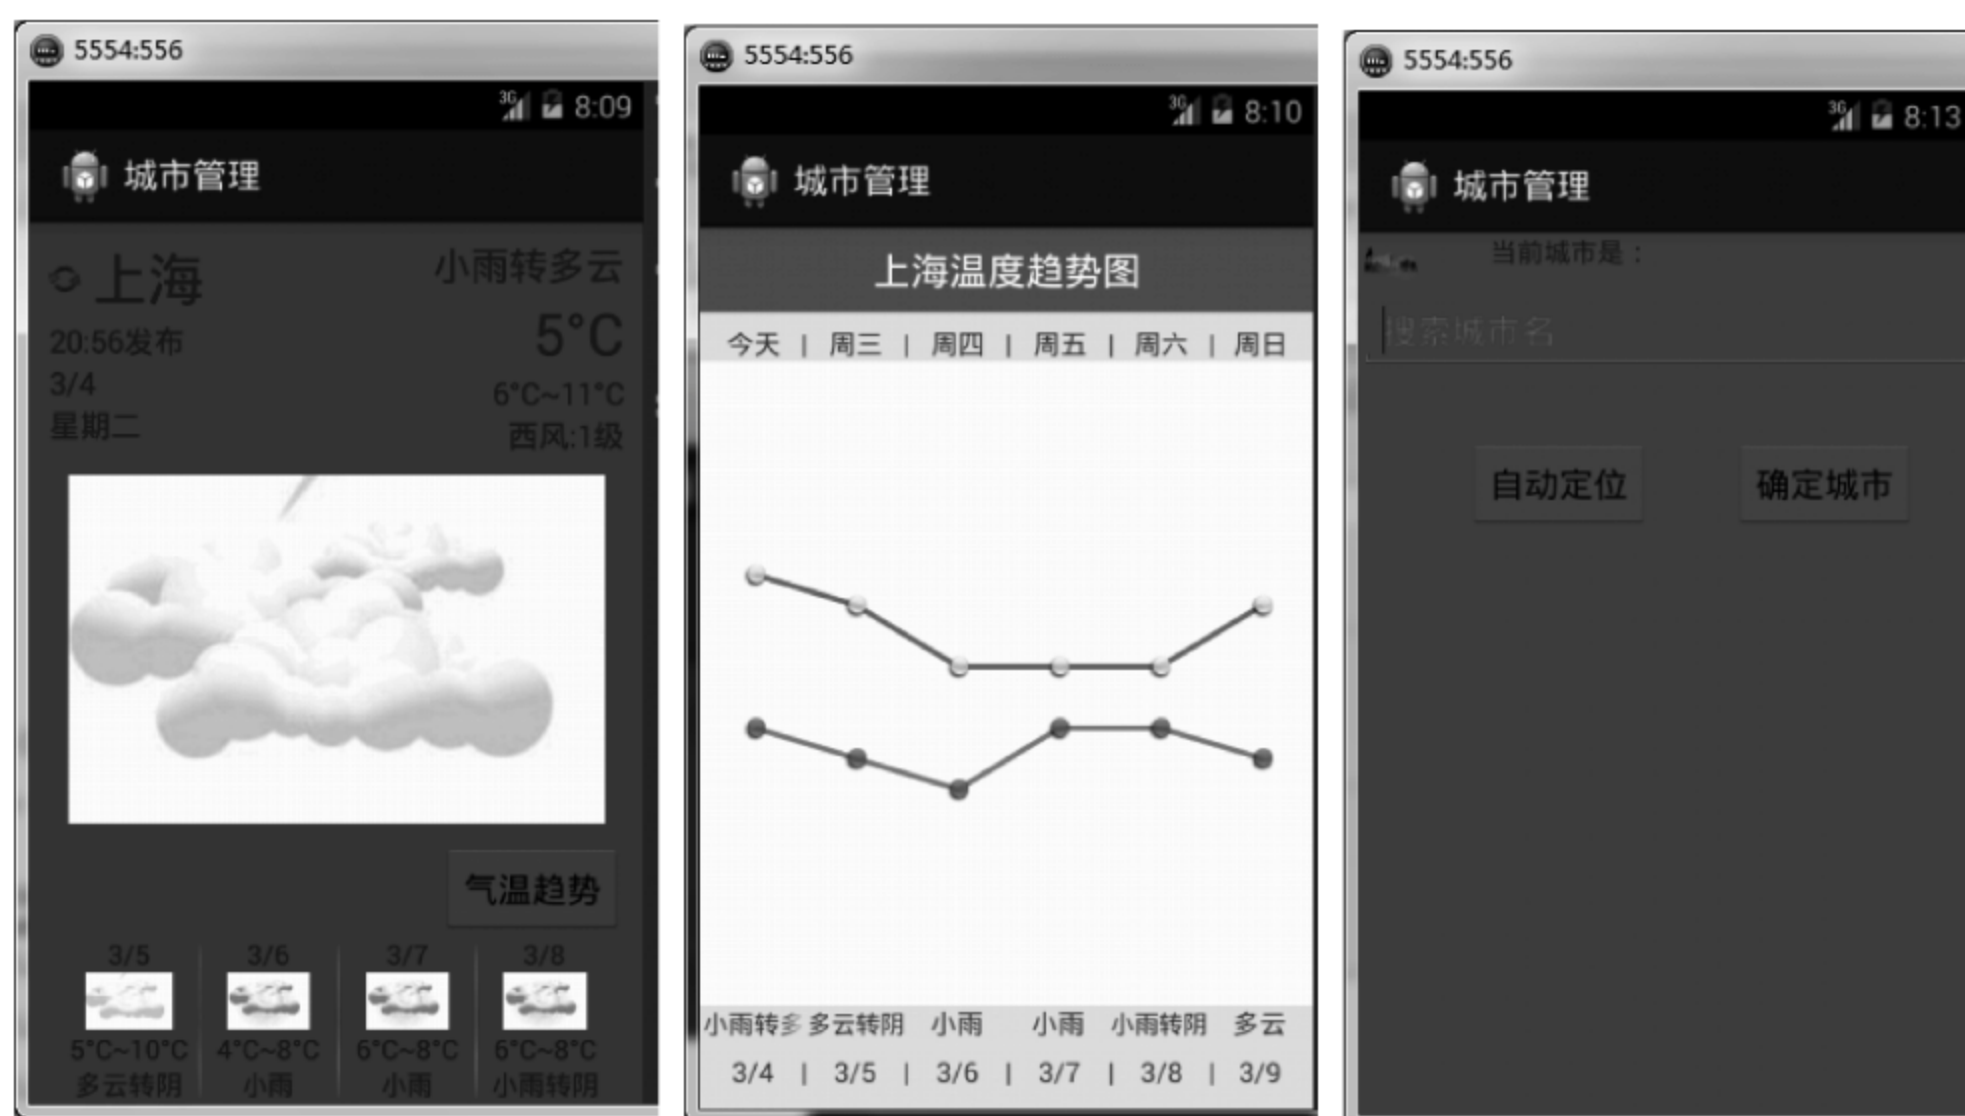 5554:556
3G 8:09
城市管理
上海
小雨转多云
20:56发布
5°C
3/4
6°C~11°C
星期二
西风:1级
气温趋势
3/5 3/6 3/7 3/8
5°C~10°C 4°C~8°C 6°C~8°C 6°C~8°C
多云转阴 小雨 小雨 小雨转阴
5554:556
3G 8:10
城市管理
上海温度趋势图
今天 | 周三 | 周四 | 周五 | 周六 | 周日
小雨转多 多云转阴 小雨 小雨 小雨转阴 多云
3/4 | 3/5 | 3/6 | 3/7 | 3/8 | 3/9
5554:556
3G 8:13
城市管理
当前城市是：
搜索城市名
自动定位 确定城市